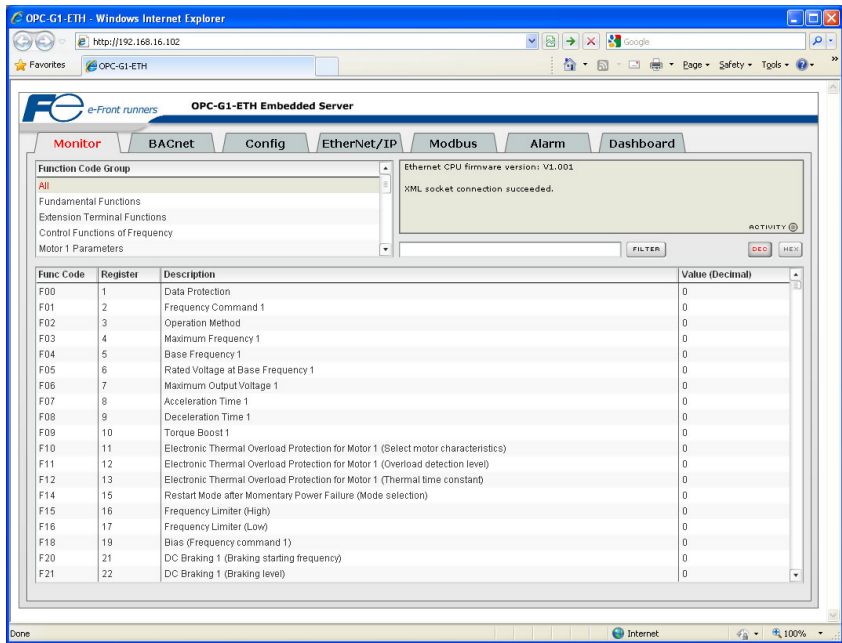 OPC-G1-ETH - Windows Internet Explorer
http://192.168.16.102
Google
Favorites OPC-G1-ETH Page Safety Tools
Fe e-Front runners OPC-G1-ETH Embedded Server
Monitor BACnet Config EtherNet/IP Modbus Alarm Dashboard
Function Code Group
All
Fundamental Functions
Extension Terminal Functions
Control Functions of Frequency
Motor 1 Parameters
Ethernet CPU firmware version: V1.001
XML socket connection succeeded.
ACTIVITY
FILTER DEC HEX
Func Code Register Description Value (Decimal)
F00 1 Data Protection 0
F01 2 Frequency Command 1 0
F02 3 Operation Method 0
F03 4 Maximum Frequency 1 0
F04 5 Base Frequency 1 0
F05 6 Rated Voltage at Base Frequency 1 0
F06 7 Maximum Output Voltage 1 0
F07 8 Acceleration Time 1 0
F08 9 Deceleration Time 1 0
F09 10 Torque Boost 1 0
F10 11 Electronic Thermal Overload Protection for Motor 1 (Select motor characteristics) 0
F11 12 Electronic Thermal Overload Protection for Motor 1 (Overload detection level) 0
F12 13 Electronic Thermal Overload Protection for Motor 1 (Thermal time constant) 0
F14 15 Restart Mode after Momentary Power Failure (Mode selection) 0
F15 16 Frequency Limiter (High) 0
F16 17 Frequency Limiter (Low) 0
F18 19 Bias (Frequency command 1) 0
F20 21 DC Braking 1 (Braking starting frequency) 0
F21 22 DC Braking 1 (Braking level) 0
Done Internet 100%